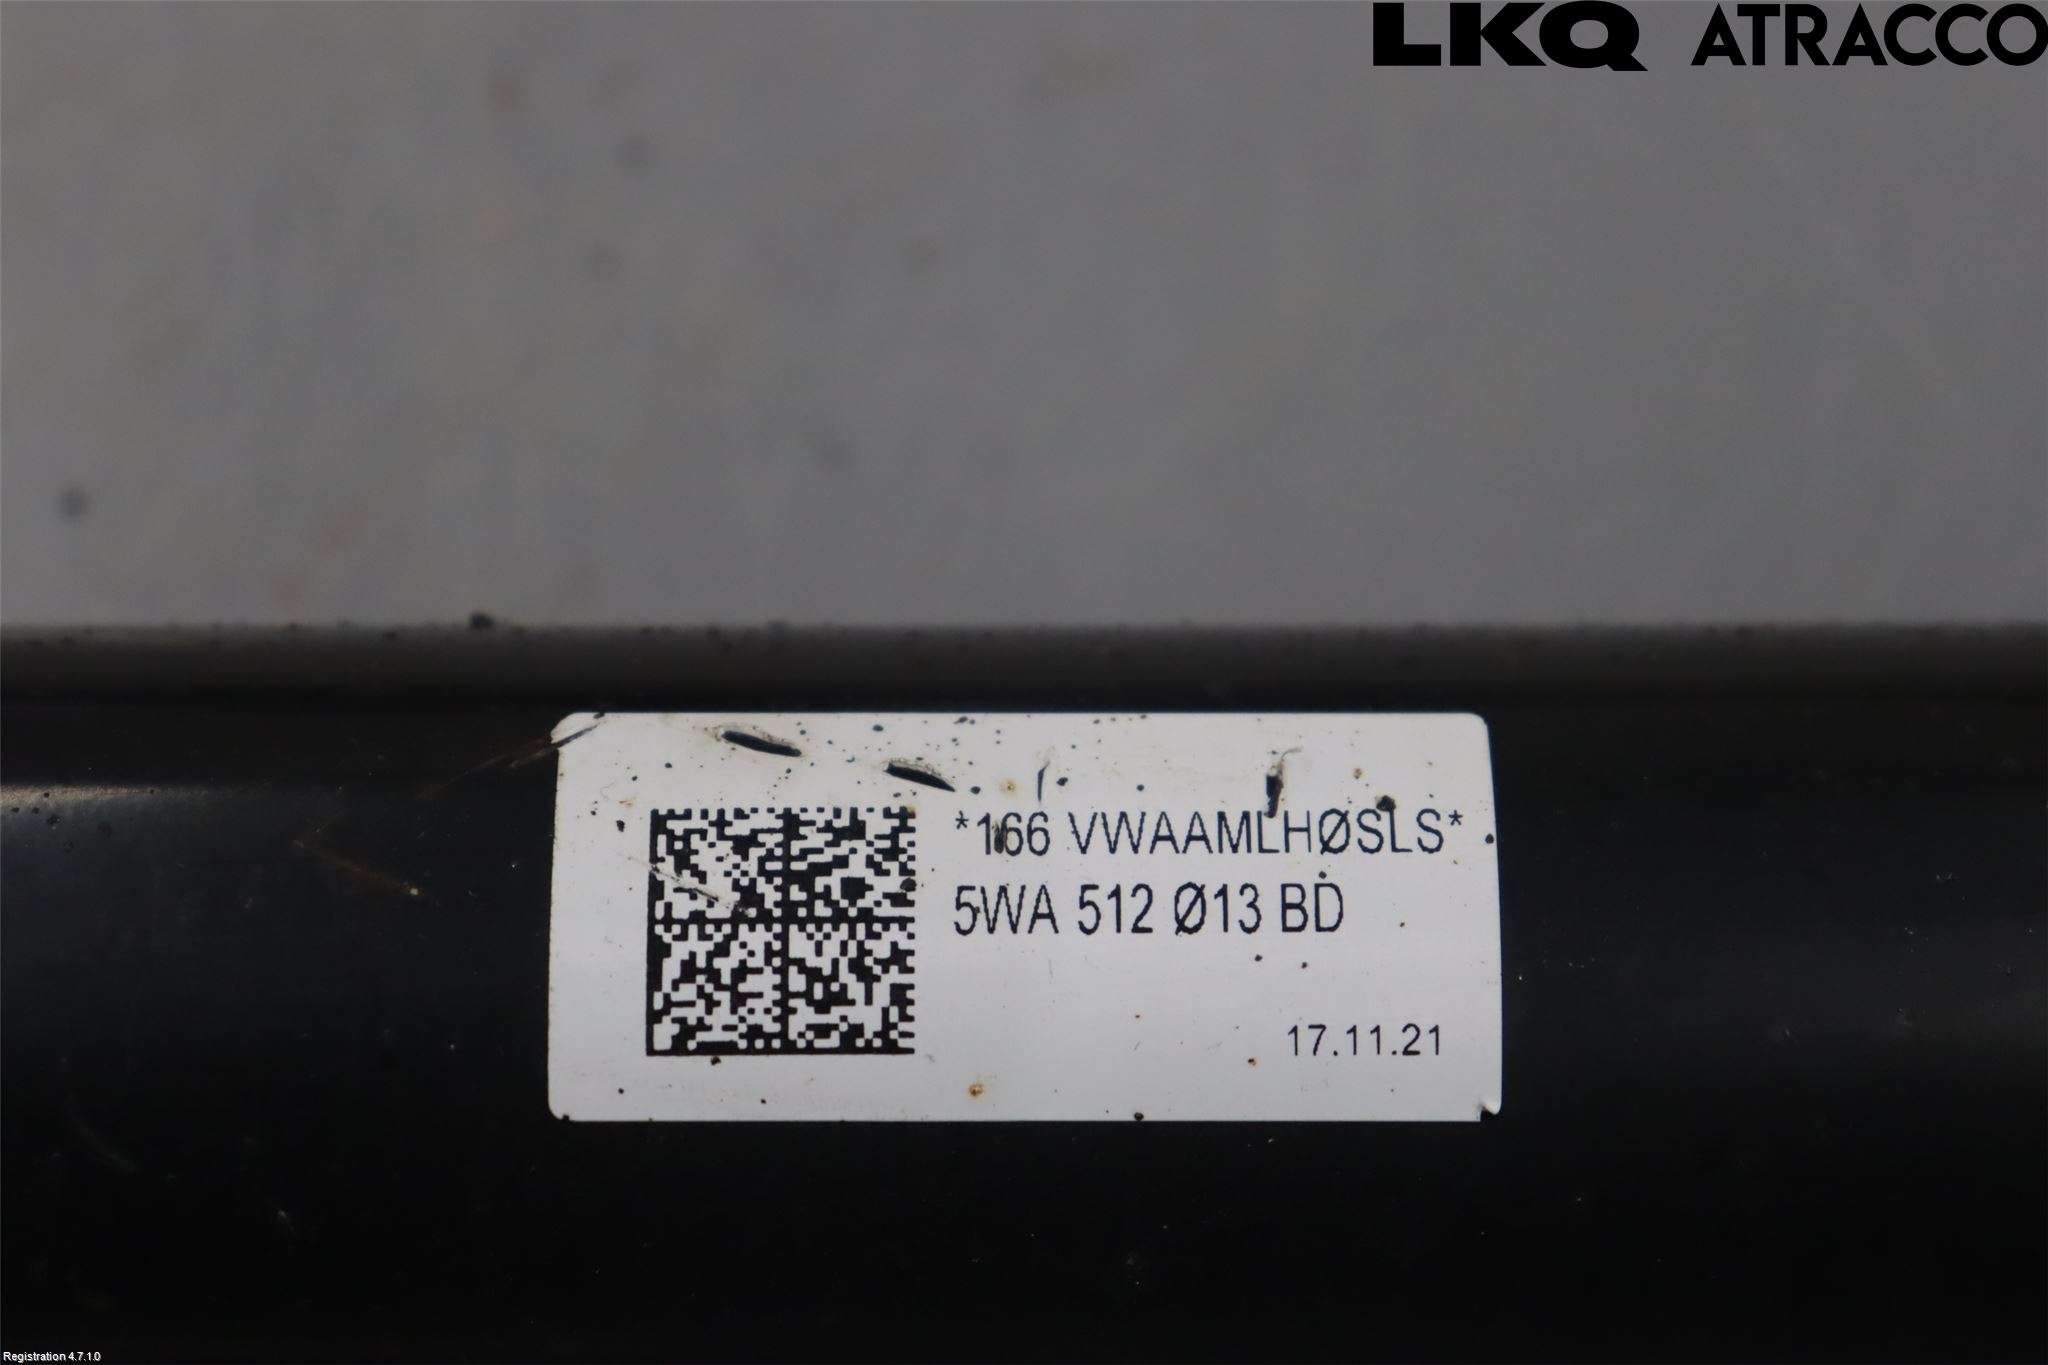 LKQ ATRACCO
*166 VWAAMLHØSLS*
5WA 512 Ø13 BD
17.11.21
Registration 4.7.1.0